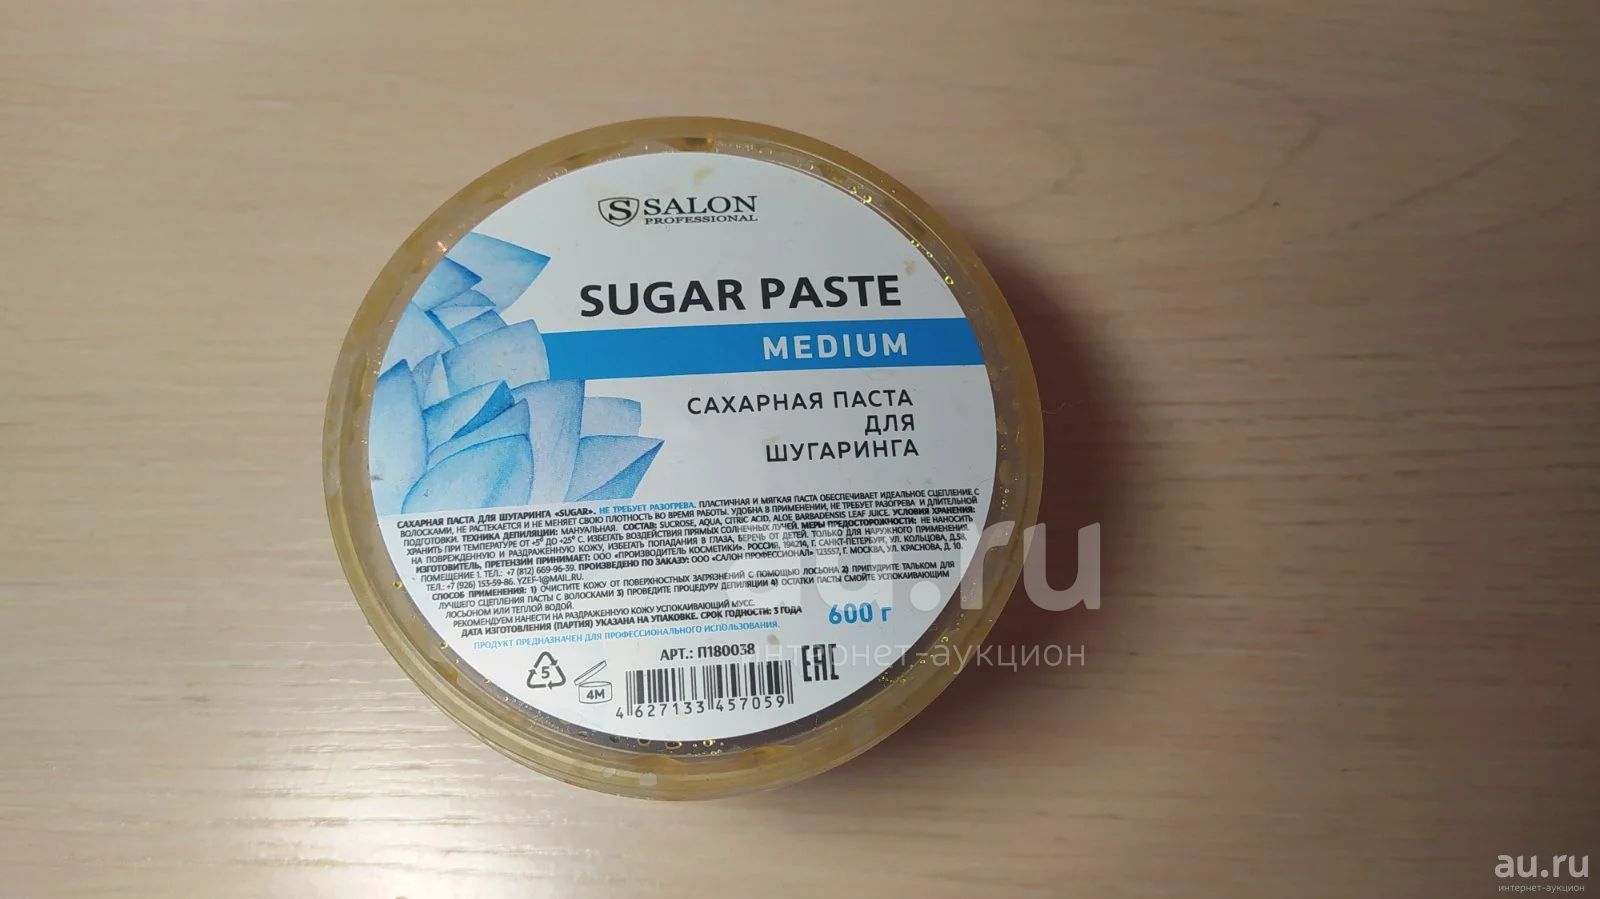 S SALON
PROFESSIONAL
SUGAR PASTE
MEDIUM
САХАРНАЯ ПАСТА
ДЛЯ
ШУГАРИНГА
САХАРНАЯ ПАСТА ДЛЯ ШУГАРИНГА «SUGAR». НЕ ТРЕБУЕТ РАЗОГРЕВА. ПЛАСТИЧНАЯ И МЯГКАЯ ПАСТА ОБЕСПЕЧИВАЕТ ИДЕАЛЬНОЕ СЦЕПЛЕНИЕ С
ВОЛОСКАМИ, НЕ РАСТЕКАЕТСЯ И НЕ МЕНЯЕТ СВОЮ ПЛОТНОСТЬ ВО ВРЕМЯ РАБОТЫ. УДОБНА В ПРИМЕНЕНИИ, НЕ ТРЕБУЕТ РАЗОГРЕВА И ДЛИТЕЛЬНОЙ
ПОДГОТОВКИ. ТЕХНИКА ДЕПИЛЯЦИИ: МАНУАЛЬНАЯ. СОСТАВ: SUCROSE, AQUA, CITRIC ACID, ALOE BARBADENSIS LEAF JUICE. УСЛОВИЯ ХРАНЕНИЯ:
ХРАНИТЬ ПРИ ТЕМПЕРАТУРЕ ОТ +5° ДО +25° С. ИЗБЕГАТЬ ВОЗДЕЙСТВИЯ ПРЯМЫХ СОЛНЕЧНЫХ ЛУЧЕЙ. МЕРЫ ПРЕДОСТОРОЖНОСТИ: НЕ НАНОСИТЬ
НА ПОВРЕЖДЕННУЮ И РАЗДРАЖЕННУЮ КОЖУ, ИЗБЕГАТЬ ПОПАДАНИЯ В ГЛАЗА, БЕРЕЧЬ ОТ ДЕТЕЙ. ТОЛЬКО ДЛЯ НАРУЖНОГО ПРИМЕНЕНИЯ.
ИЗГОТОВИТЕЛЬ, ПРЕТЕНЗИИ ПРИНИМАЕТ: ООО «ПРОИЗВОДИТЕЛЬ КОСМЕТИКИ». РОССИЯ, 194214, Г. САНКТ-ПЕТЕРБУРГ, УЛ. КОЛЬЦОВА, Д.58,
ПОМЕЩЕНИЕ 1. ТЕЛ.: +7 (812) 669-96-39. ПРОИЗВЕДЕНО ПО ЗАКАЗУ: ООО «САЛОН ПРОФЕССИОНАЛ» 123557, Г. МОСКВА, УЛ. КРАСНОВА, Д. 10.
ТЕЛ.: +7 (926) 153-59-86. YZEF-1@MAIL.RU.
СПОСОБ ПРИМЕНЕНИЯ: 1) ОЧИСТИТЕ КОЖУ ОТ ПОВЕРХНОСТНЫХ ЗАГРЯЗНЕНИЙ С ПОМОЩЬЮ ЛОСЬОНА 2) ПРИПУДРИТЕ ТАЛЬКОМ ДЛЯ
ЛУЧШЕГО СЦЕПЛЕНИЯ ПАСТЫ С ВОЛОСКАМИ 3) ПРОВЕДИТЕ ПРОЦЕДУРУ ДЕПИЛЯЦИИ 4) ОСТАТКИ ПАСТЫ СМОЙТЕ УСПОКАИВАЮЩИМ
ЛОСЬОНОМ ИЛИ ТЕПЛОЙ ВОДОЙ.
РЕКОМЕНДУЕМ НАНЕСТИ НА РАЗДРАЖЕННУЮ КОЖУ УСПОКАИВАЮЩИЙ МУСС.
ДАТА ИЗГОТОВЛЕНИЯ (ПАРТИЯ) УКАЗАНА НА УПАКОВКЕ. СРОК ГОДНОСТИ: 3 ГОДА
ПРОДУКТ ПРЕДНАЗНАЧЕН ДЛЯ ПРОФЕССИОНАЛЬНОГО ИСПОЛЬЗОВАНИЯ.
600 г
АРТ.: П180038
5
4М
EAC
4 627133 457059
au.ru
интернет-аукцион
au.ru
интернет-аукцион